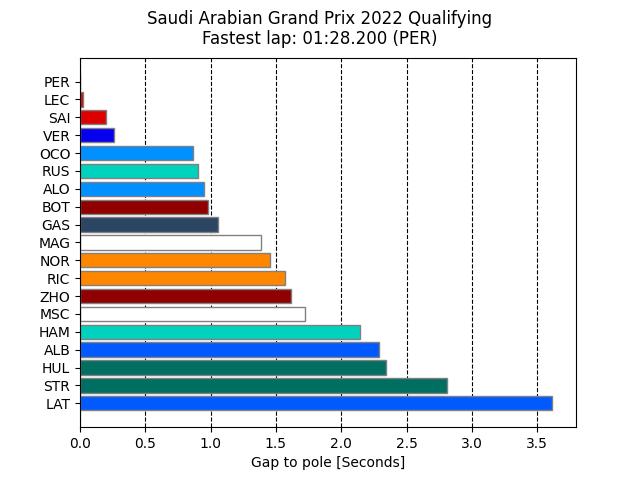 Saudi Arabian Grand Prix 2022 Qualifying
Fastest lap: 01:28.200 (PER)
PER
LEC
SAI
VER
OCO
RUS
ALO
BOT
GAS
MAG
NOR
RIC
ZHO
MSC
HAM
ALB
HUL
STR
LAT
0.0 0.5 1.0 1.5 2.0 2.5 3.0 3.5
Gap to pole [Seconds]